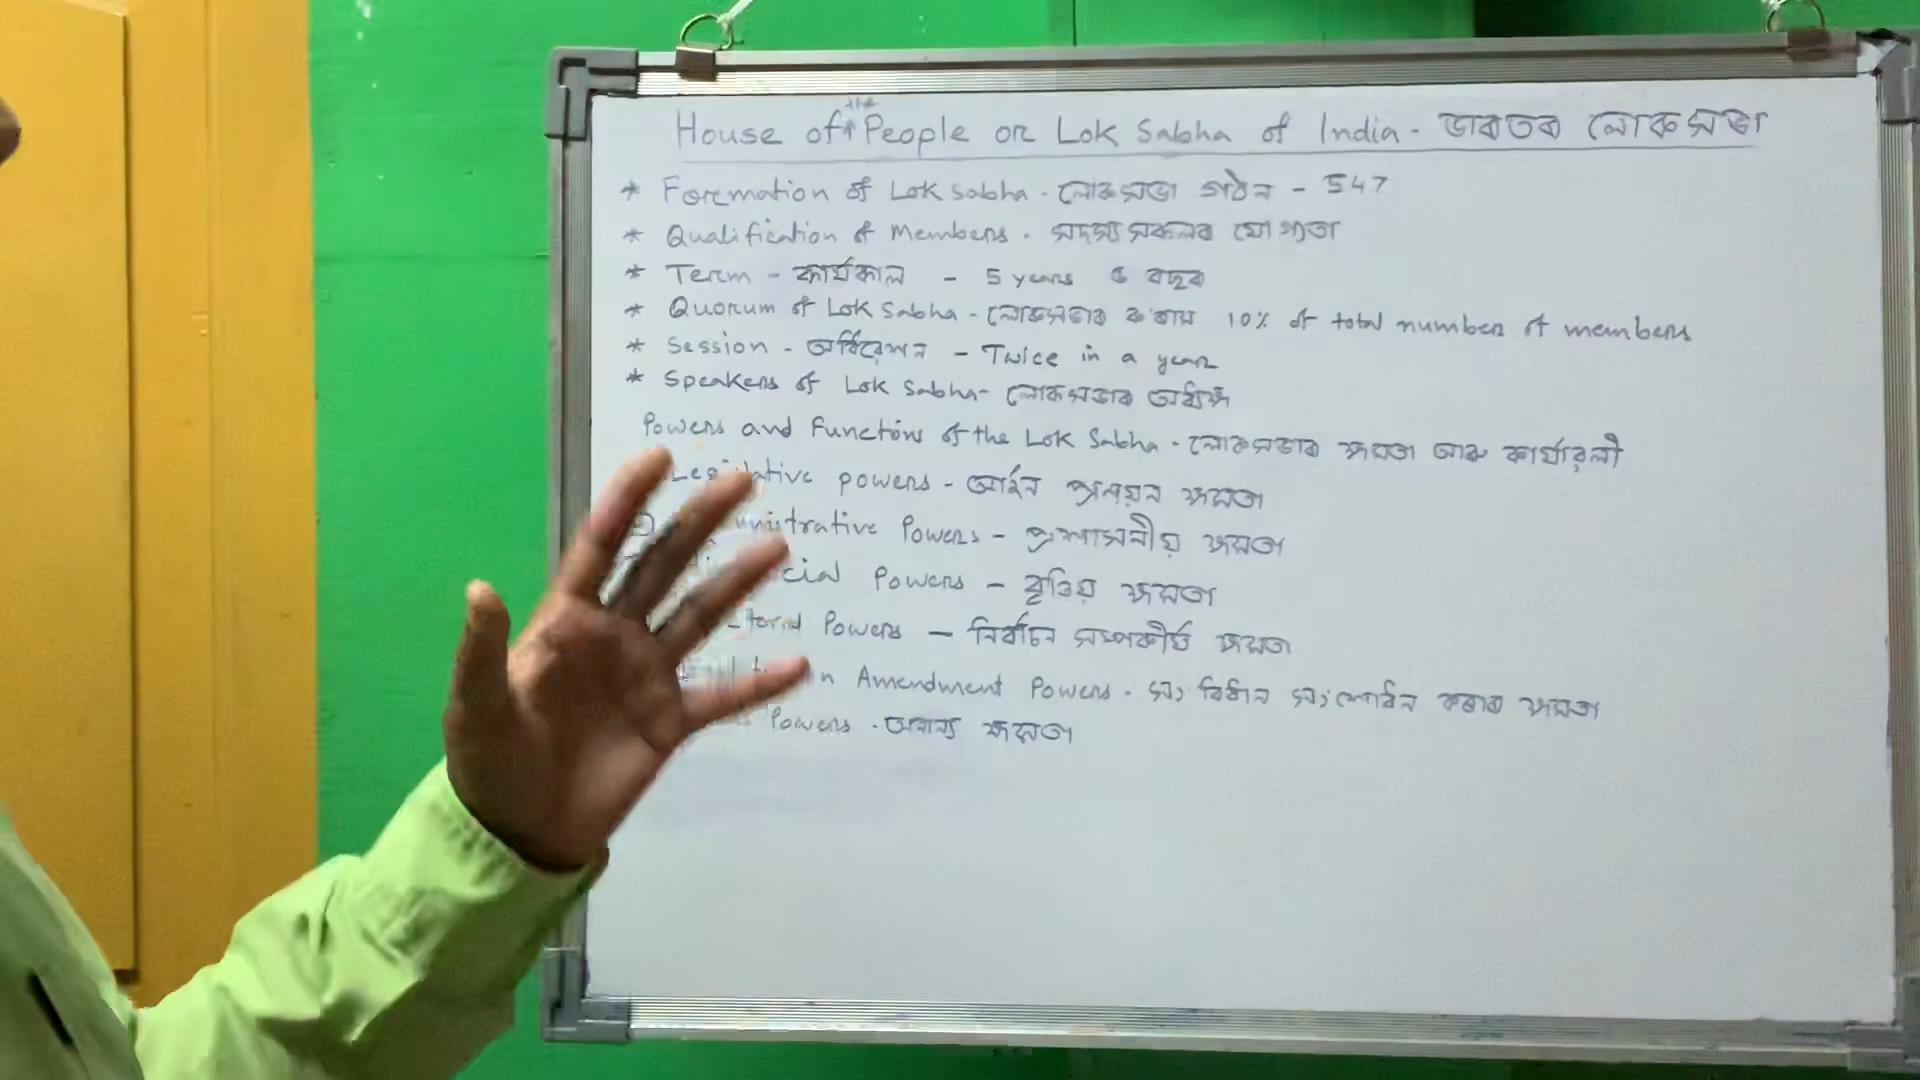 House of the People or Lok Sabha of India - ভাৰতৰ লোকসভা
* Formation of Lok Sabha - লোকসভা গঠন - 547
* Qualification of Members - সদস্য সকলৰ যোগ্যতা
* Term - কাৰ্যকাল - 5 years ৫ বছৰ
* Quorum of Lok Sabha - লোকসভাৰ ক'ৰাম 10% of total number of members
* Session - অধিৱেশন - Twice in a year
* Speakers of Lok Sabha - লোকসভাৰ অধ্যক্ষ
Powers and Functions of the Lok Sabha - লোকসভাৰ ক্ষমতা আৰু কাৰ্যাৱলী
powers - আইন প্ৰণয়ন ক্ষমতা
Powers - প্ৰশাসনীয় ক্ষমতা
Powers - বৃত্তিয় ক্ষমতা
Powers - নিৰ্বাচন সম্পৰ্কীয় ক্ষমতা
Amendment Powers - সংবিধান সংশোধন কৰাৰ ক্ষমতা
Powers - অনান্য ক্ষমতা